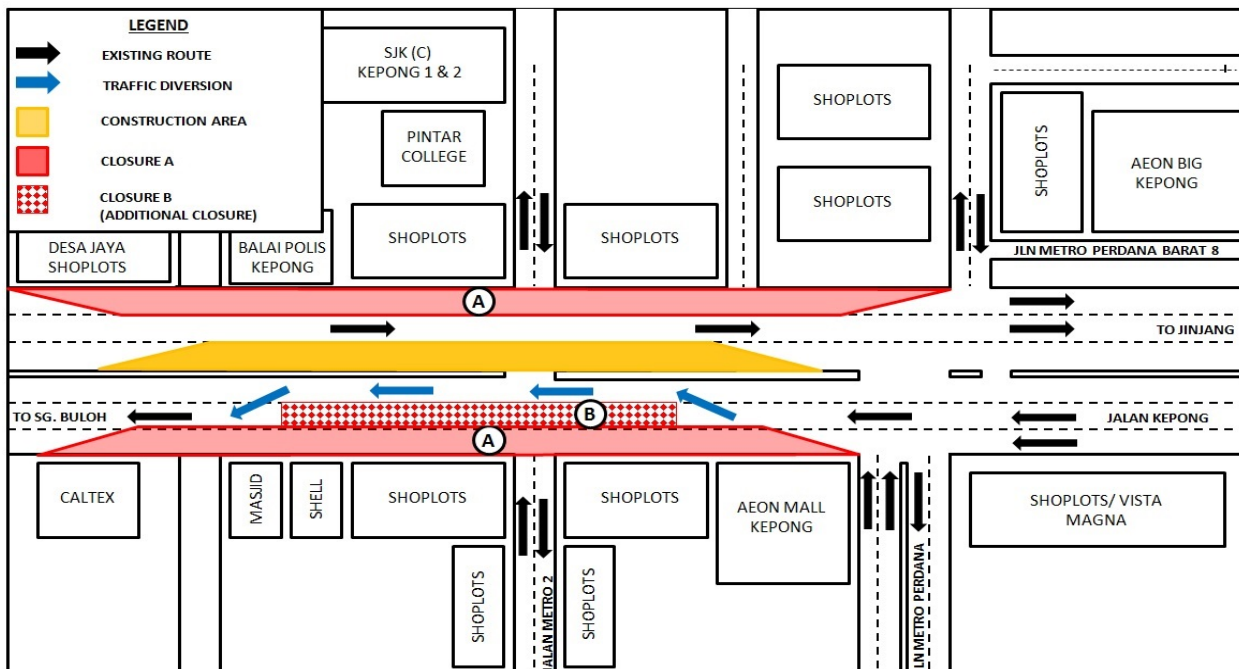 LEGEND
EXISTING ROUTE
TRAFFIC DIVERSION
CONSTRUCTION AREA
CLOSURE A
CLOSURE B
(ADDITIONAL CLOSURE)
SJK (C)
KEPONG 1 & 2
PINTAR
COLLEGE
SHOPLOTS
SHOPLOTS
SHOPLOTS
AEON BIG
KEPONG
DESA JAYA
SHOPLOTS
BALAI POLIS
KEPONG
SHOPLOTS
SHOPLOTS
JLN METRO PERDANA BARAT 8
A
TO JINJANG
B
TO SG. BULOH
JALAN KEPONG
A
CALTEX
MASJID
SHELL
SHOPLOTS
SHOPLOTS
AEON MALL
KEPONG
SHOPLOTS/ VISTA
MAGNA
SHOPLOTS
JALAN METRO 2
SHOPLOTS
LN METRO PERDANA